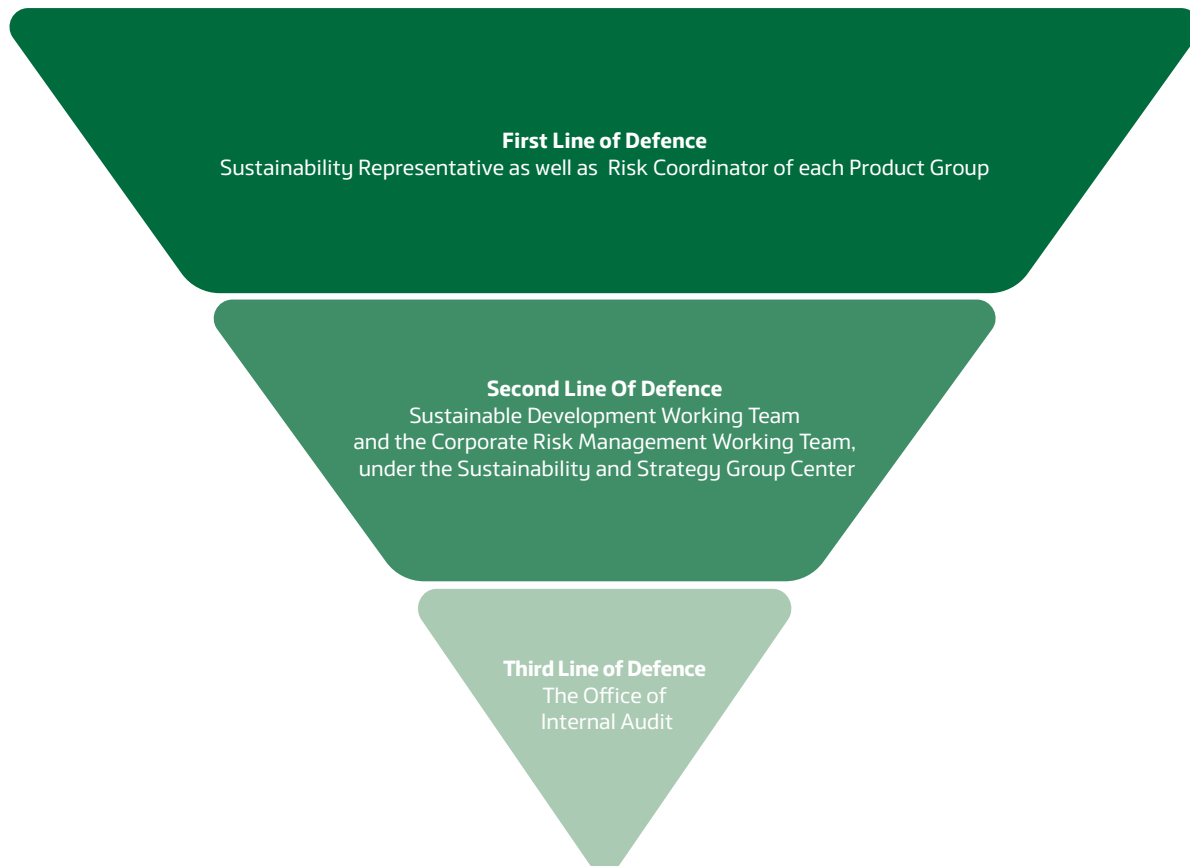 First Line of Defence
Sustainability Representative as well as Risk Coordinator of each Product Group
Second Line Of Defence
Sustainable Development Working Team
and the Corporate Risk Management Working Team,
under the Sustainability and Strategy Group Center
Third Line of Defence
The Office of
Internal Audit